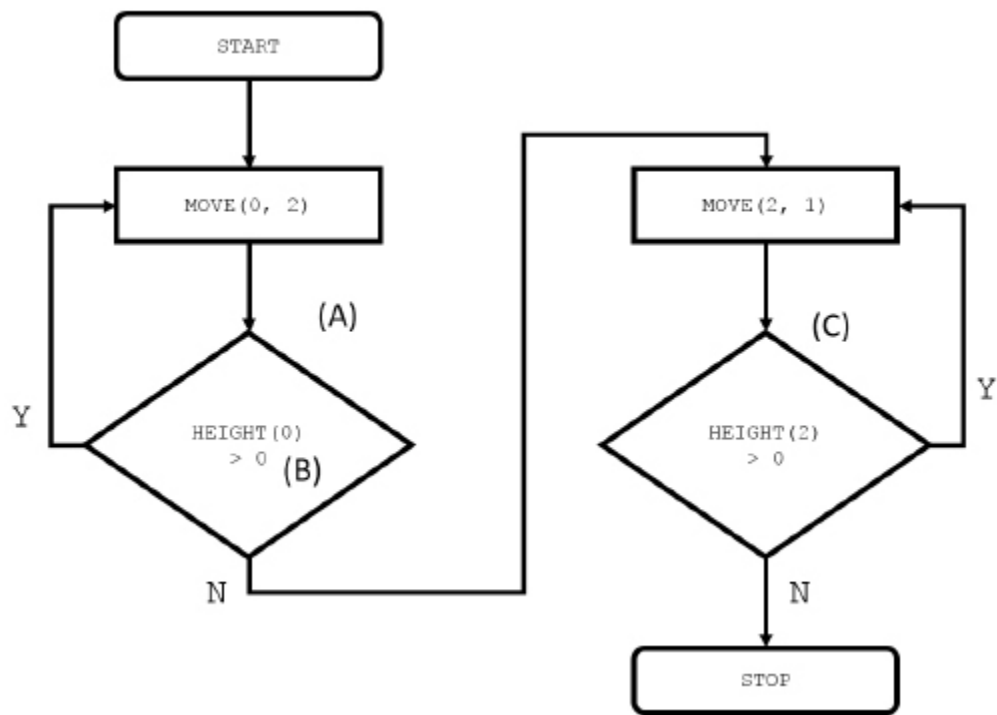 START
MOVE(0, 2)
(A)
Y
HEIGHT(0)
> 0
(B)
N
MOVE(2, 1)
(C)
Y
HEIGHT(2)
> 0
N
STOP